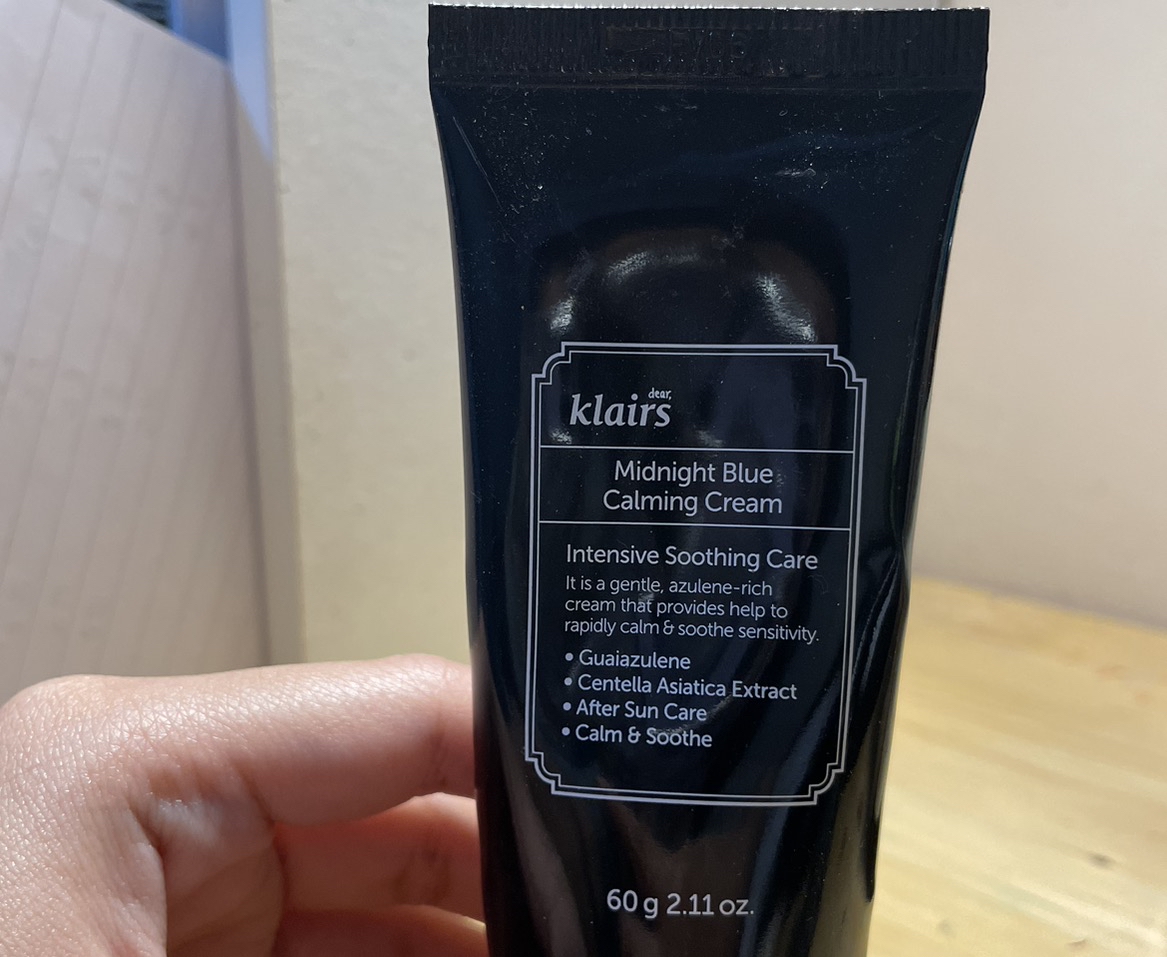 dear,
klairs
Midnight Blue
Calming Cream
Intensive Soothing Care
It is a gentle, azulene-rich
cream that provides help to
rapidly calm & soothe sensitivity.
• Guaiazulene
• Centella Asiatica Extract
• After Sun Care
• Calm & Soothe
60 g 2.11 oz.